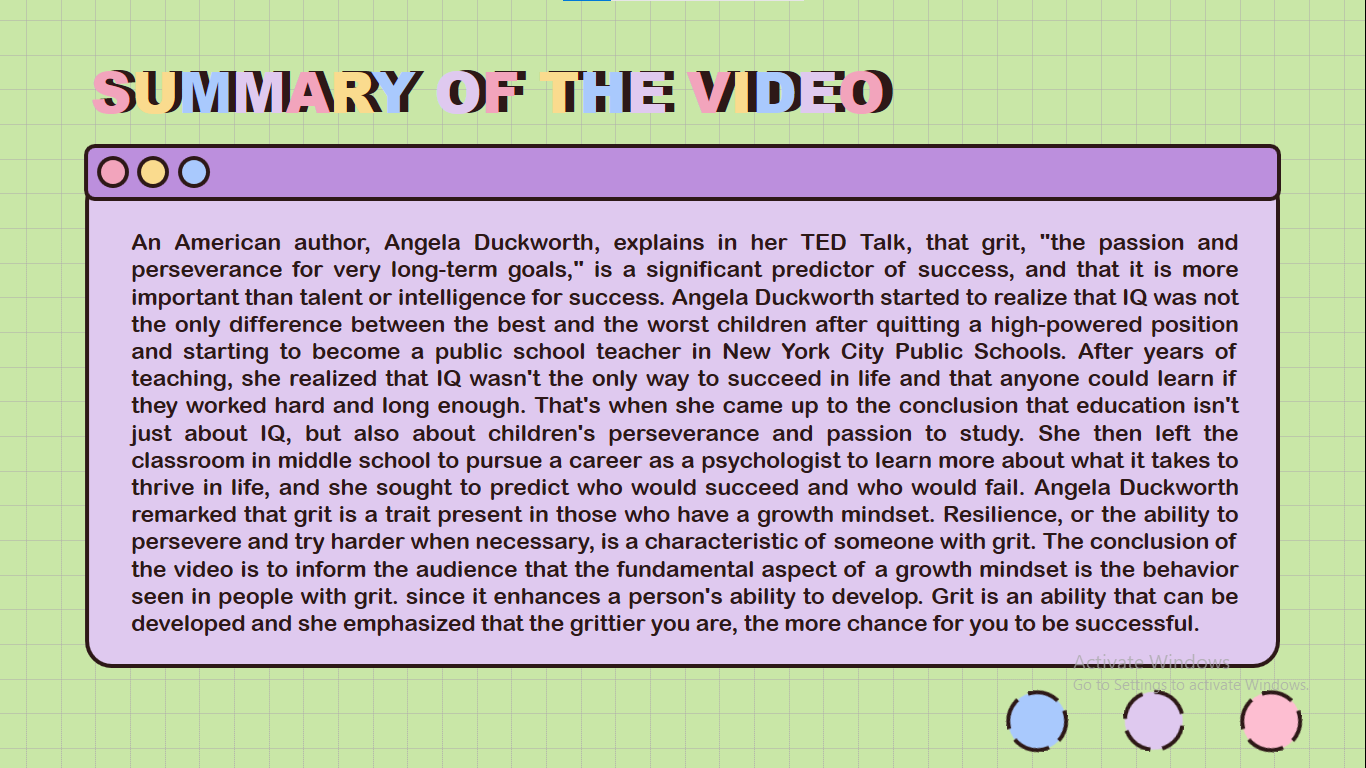 SUMMARY OF THE VIDEO
An American author, Angela Duckworth, explains in her TED Talk, that grit, "the passion and
perseverance for very long-term goals," is a significant predictor of success, and that it is more
important than talent or intelligence for success. Angela Duckworth started to realize that IQ was not
the only difference between the best and the worst children after quitting a high-powered position
and starting to become a public school teacher in New York City Public Schools. After years of
teaching, she realized that IQ wasn't the only way to succeed in life and that anyone could learn if
they worked hard and long enough. That's when she came up to the conclusion that education isn't
just about IQ, but also about children's perseverance and passion to study. She then left the
classroom in middle school to pursue a career as a psychologist to learn more about what it takes to
thrive in life, and she sought to predict who would succeed and who would fail. Angela Duckworth
remarked that grit is a trait present in those who have a growth mindset. Resilience, or the ability to
persevere and try harder when necessary, is a characteristic of someone with grit. The conclusion of
the video is to inform the audience that the fundamental aspect of a growth mindset is the behavior
seen in people with grit. since it enhances a person's ability to develop. Grit is an ability that can be
developed and she emphasized that the grittier you are, the more chance for you to be successful.
Activate Windows
Go to Settings to activate Windows.